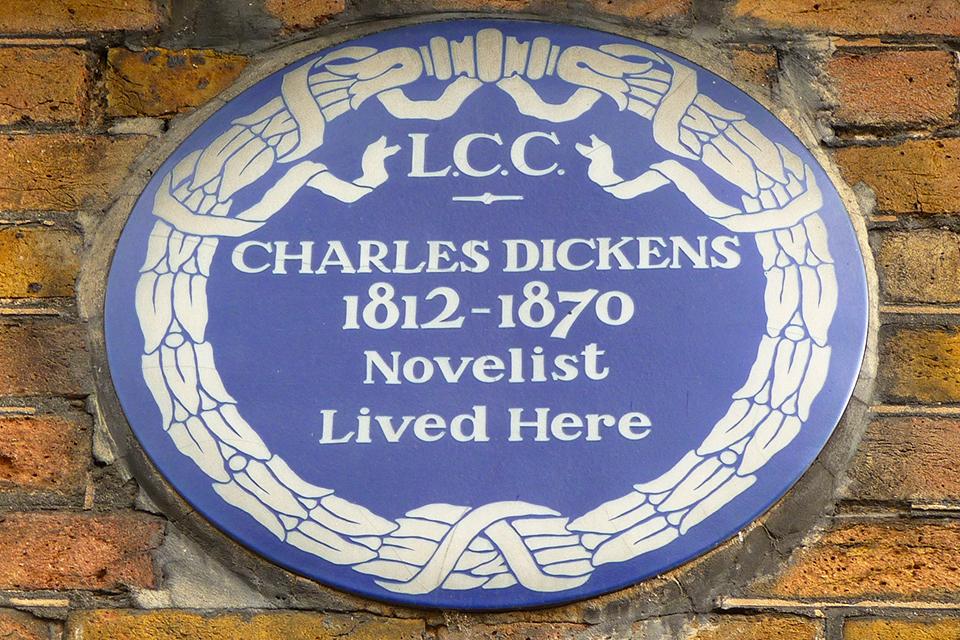 L.C.C.
CHARLES DICKENS
1812-1870
Novelist
Lived Here